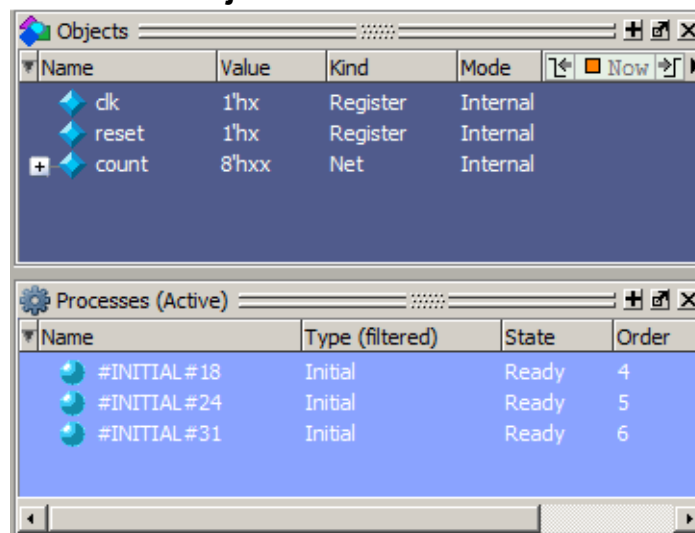 Objects
Name Value Kind Mode Now
clk 1'hx Register Internal
reset 1'hx Register Internal
count 8'hxx Net Internal
Processes (Active)
Name Type (filtered) State Order
#INITIAL#18 Initial Ready 4
#INITIAL#24 Initial Ready 5
#INITIAL#31 Initial Ready 6